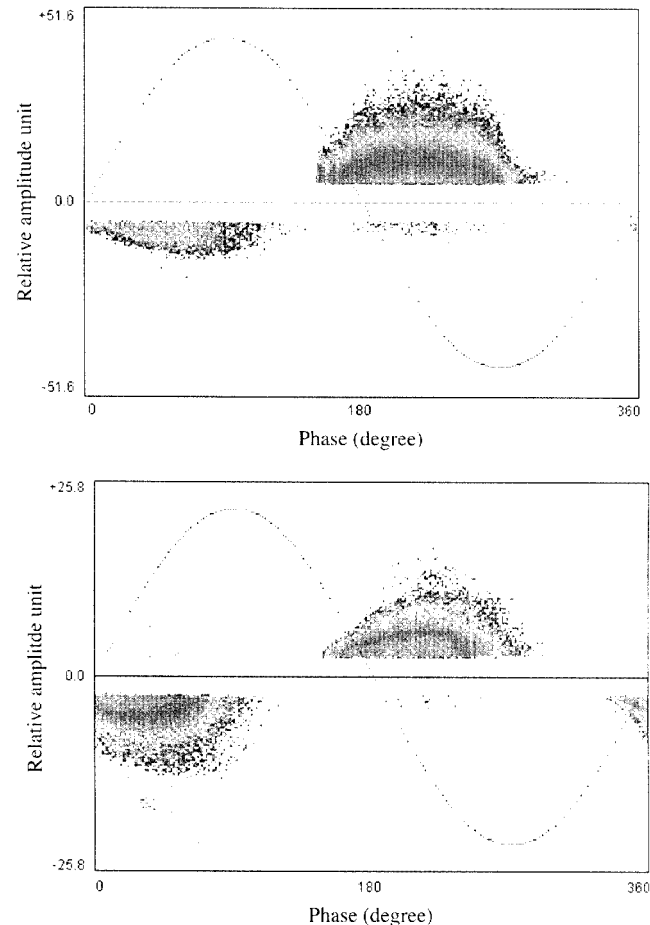 +51.6
Relative amplitude unit
0.0
-51.6
0 180 360
Phase (degree)
+25.8
Relative amplitde unit
0.0
-25.8
0 180 360
Phase (degree)